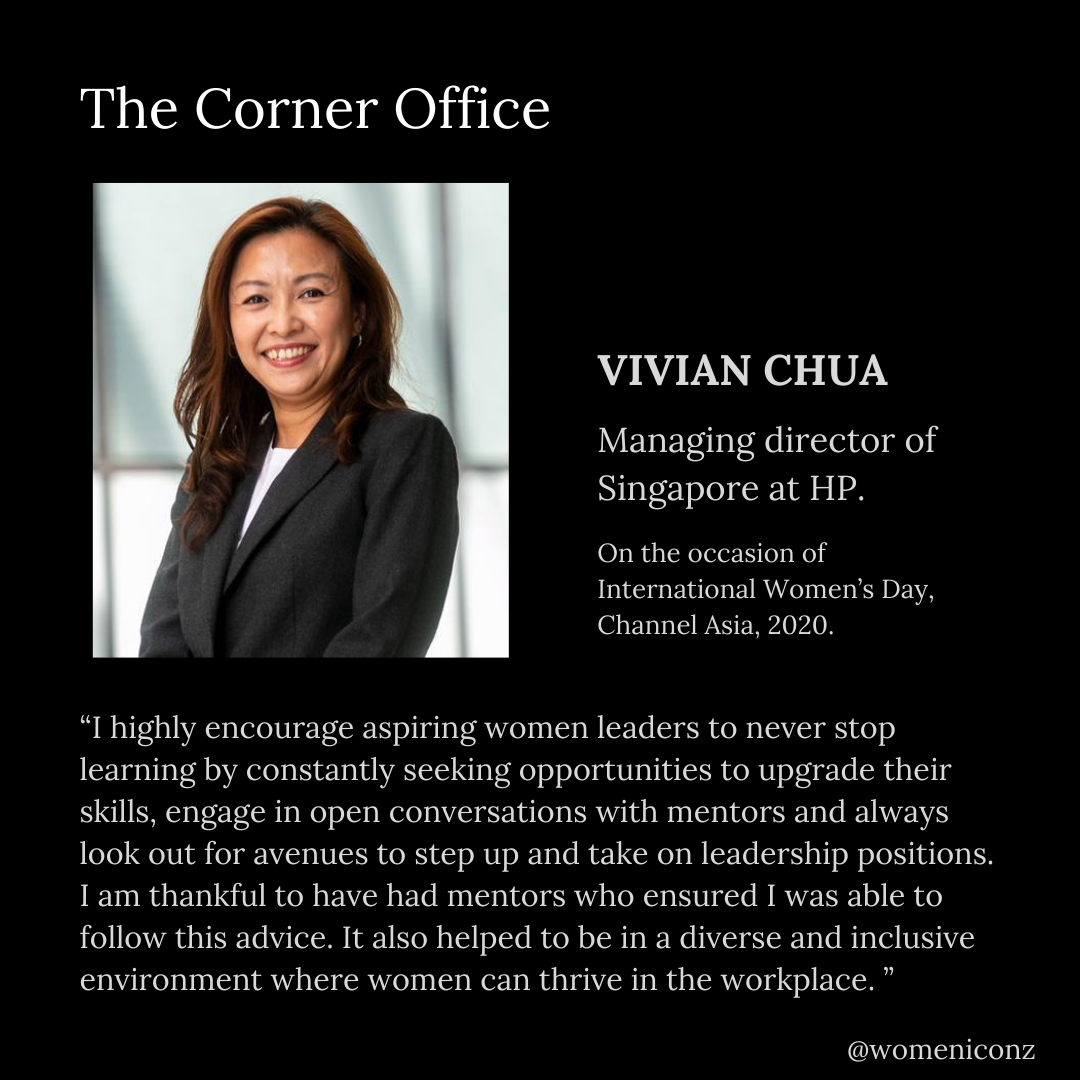 The Corner Office
VIVIAN CHUA
Managing director of
Singapore at HP.
On the occasion of
International Women’s Day,
Channel Asia, 2020.
“I highly encourage aspiring women leaders to never stop
learning by constantly seeking opportunities to upgrade their
skills, engage in open conversations with mentors and always
look out for avenues to step up and take on leadership positions.
I am thankful to have had mentors who ensured I was able to
follow this advice. It also helped to be in a diverse and inclusive
environment where women can thrive in the workplace. ”
@womeniconz